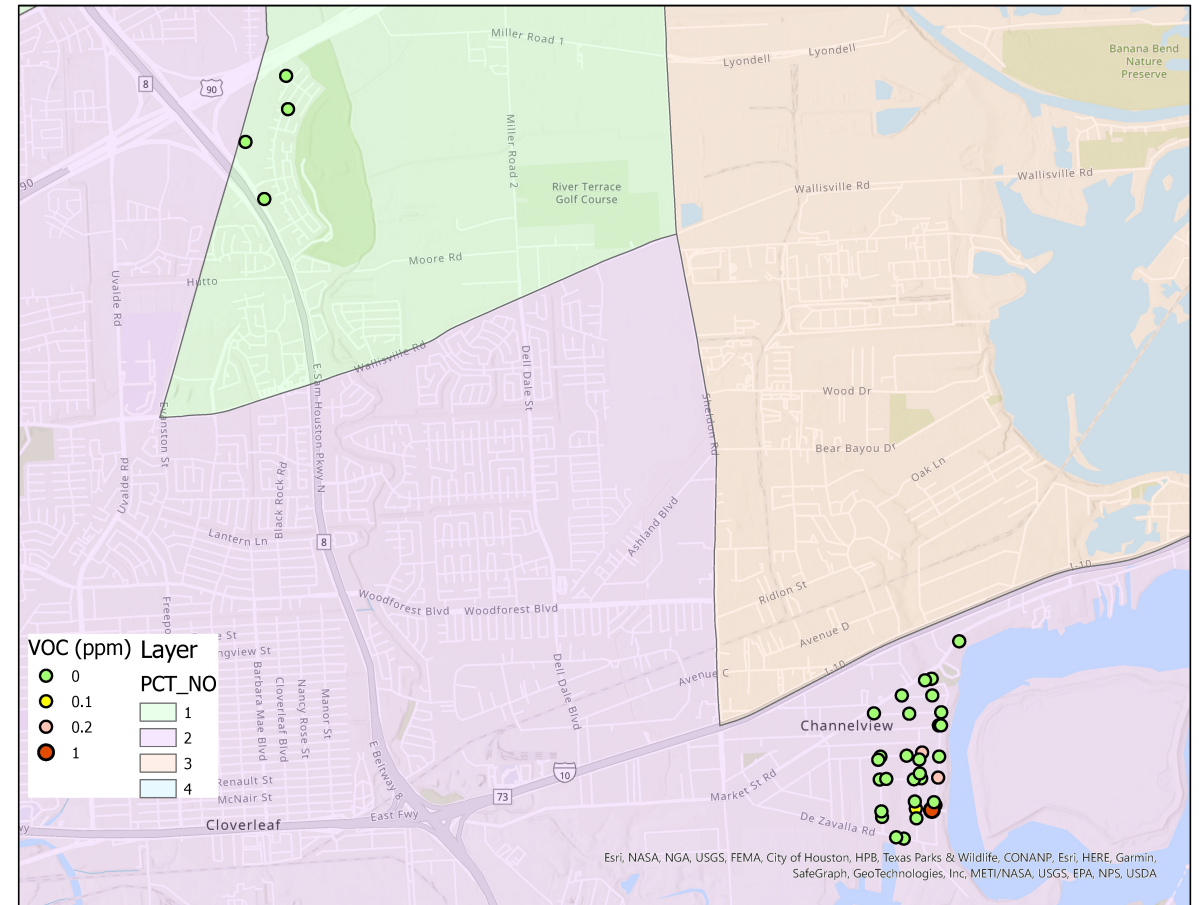 Miller Road 1
Lyondell
Lyondell
Banana Bend
Nature
Preserve
8
90
90
Miller Road 2
River Terrace
Golf Course
Wallisville Rd
Wallisville Rd
Moore Rd
Hutto
Uvalde Rd
Wallisville Rd
E Sam Houston Pkwy N
Dell Dale St
Sheldon Rd
Wood Dr
Evanston St
Bear Bayou Dr
Oak Ln
Uvalde Rd
Black Rock Rd
Lantern Ln
8
Ashland Blvd
I-10
Ridlon St
Woodforest Blvd
Woodforest Blvd
Freepo
e St
ngview St
Avenue D
I-10
Avenue C
Dell Dale Blvd
Barbara Mae Blvd
Cloverleaf Blvd
Nancy Rose St
Manor St
Channelview
E Beltway 8
10
73
Market St Rd
Renault St
McNair St
East Fwy
De Zavalla Rd
Cloverleaf
wy
VOC (ppm)
0
0.1
0.2
1
Layer
PCT_NO
1
2
3
4
Esri, NASA, NGA, USGS, FEMA, City of Houston, HPB, Texas Parks & Wildlife, CONANP, Esri, HERE, Garmin,
SafeGraph, GeoTechnologies, Inc, METI/NASA, USGS, EPA, NPS, USDA